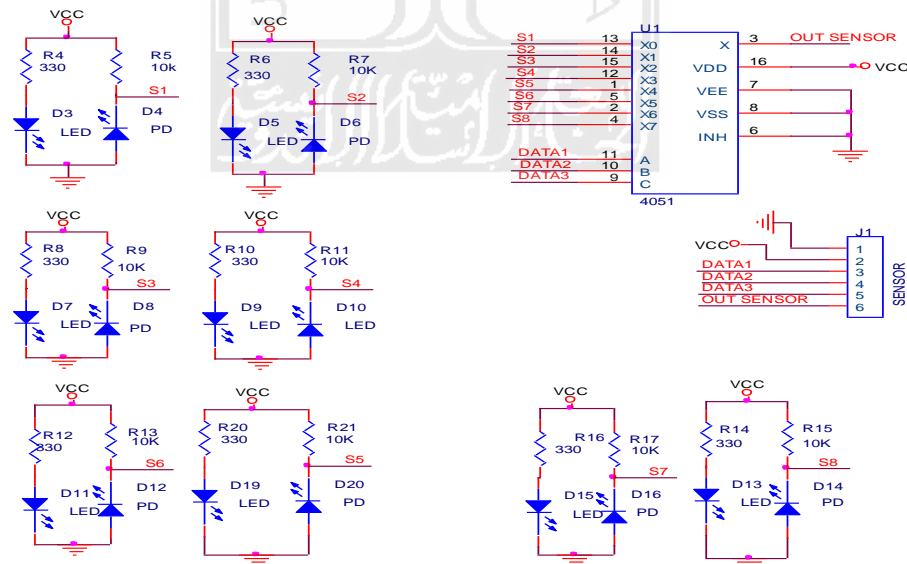 VCC
R4
330
R5
10k
S1
D3
LED
D4
PD
VCC
R6
330
R7
10K
S2
D5
LED
D6
PD
U1
S1 13 X0
S2 14 X1
S3 15 X2
S4 12 X3
S5 1 X4
S6 5 X5
S7 2 X6
S8 4 X7
DATA1 11 A
DATA2 10 B
DATA3 9 C
X 3 OUT SENSOR
VDD 16 VCC
VEE 7
VSS 8
INH 6
4051
VCC
R8
330
R9
10K
S3
D7
LED
D8
PD
VCC
R10
330
R11
10K
S4
D9
LED
D10
LED
J1
1
VCC 2
DATA1 3
DATA2 4
DATA3 5
OUT SENSOR 6
SENSOR
VCC
R12
330
R13
10K
S6
D11
LED
D12
PD
VCC
R20
330
R21
10K
S5
D19
LED
D20
PD
VCC
R16
330
R17
10K
S7
D15
LED
D16
PD
VCC
R14
330
R15
10K
S8
D13
LED
D14
PD